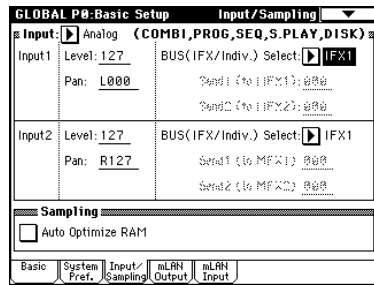 GLOBAL P0:Basic Setup Input/Sampling
Input: Analog (COMBI,PROG,SEQ,S.PLAY,DISK)
Input1 Level: 127 BUS(IFX/Indiv.) Select: IFX1
Pan: L000 Send1 (to MFX1): 000
Send2 (to MFX2): 000
Input2 Level: 127 BUS(IFX/Indiv.) Select: IFX1
Pan: R127 Send1 (to MFX1) 000
Send2 (to MFX2) 000
Sampling
Auto Optimize RAM
Basic System Pref. Input/Sampling mLAN Output mLAN Input